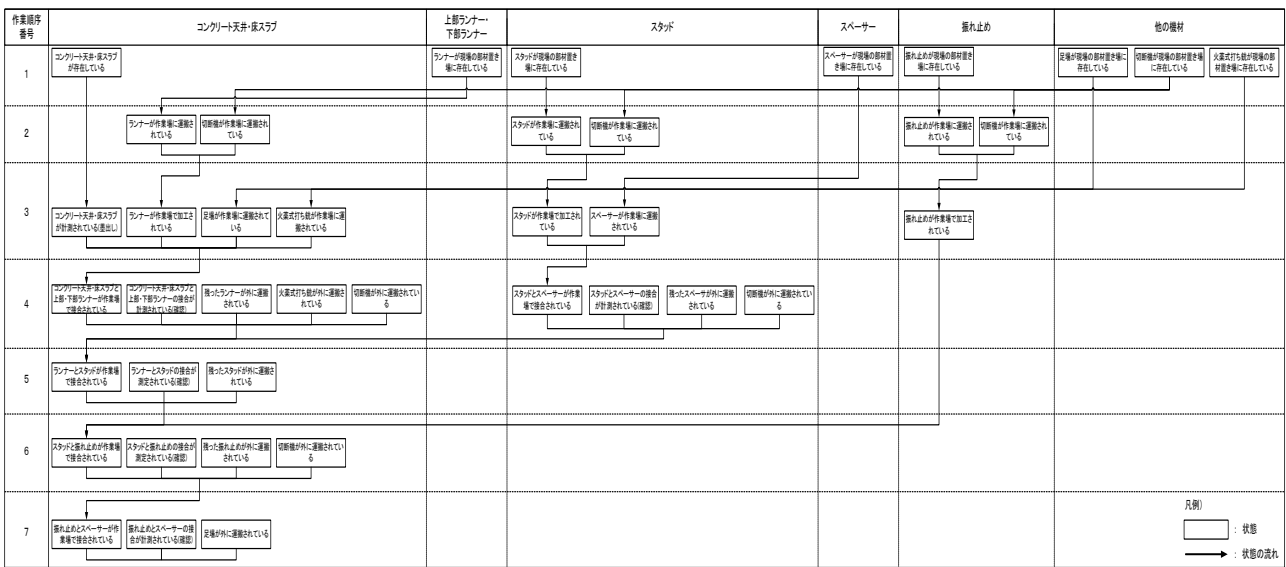 作業順序
番号
コンクリート天井・床スラブ
上部ランナー・
下部ランナー
スタッド
スペーサー
振れ止め
他の機材
1
コンクリート天井・床スラブ
が存在している
ランナーが現場の部材置き
場に存在している
スタッドが現場の部材置き
場に存在している
スペーサーが現場の部材置
き場に存在している
振れ止めが現場の部材置き
場に存在している
足場が現場の部材置き場に
存在している
切断機が現場の部材置き場
に存在している
火薬式打ち銃が現場の部
材置き場に存在している
2
ランナーが作業場に運搬さ
れている
切断機が作業場に運搬され
ている
スタッドが作業場に運搬され
ている
切断機が作業場に運搬され
ている
振れ止めが作業場に運搬さ
れている
切断機が作業場に運搬され
ている
3
コンクリート天井・床スラブ
が計測されている(墨出し)
ランナーが作業場で加工さ
れている
足場が作業場に運搬されて
いる
火薬式打ち銃が作業場に運
搬されている
スタッドが作業場で加工され
ている
スペーサーが作業場に運搬
されている
振れ止めが作業場で加工さ
れている
4
コンクリート天井・床スラブと
上部・下部ランナーが作業場
で接合されている
コンクリート天井・床スラブと
上部・下部ランナーの接合が
計測されている(確認)
残ったランナーが外に運搬
されている
火薬式打ち銃が外に運搬さ
れている
切断機が外に運搬されてい
る
スタッドとスペーサーが作業
場で接合されている
スタッドとスペーサーの接合
が計測されている(確認)
残ったスペーサが外に運搬
されている
切断機が外に運搬されてい
る
5
ランナーとスタッドが作業場
で接合されている
ランナーとスタッドの接合が
測定されている(確認)
残ったスタッドが外に運搬さ
れている
6
スタッドと振れ止めが作業場
で接合されている
スタッドと振れ止めの接合が
測定されている(確認)
残った振れ止めが外に運搬
されている
切断機が外に運搬されてい
る
7
振れ止めとスペーサーが作
業場で接合されている
振れ止めとスペーサーの接
合が計測されている(確認)
足場が外に運搬されている
凡例)
：状態
：状態の流れ